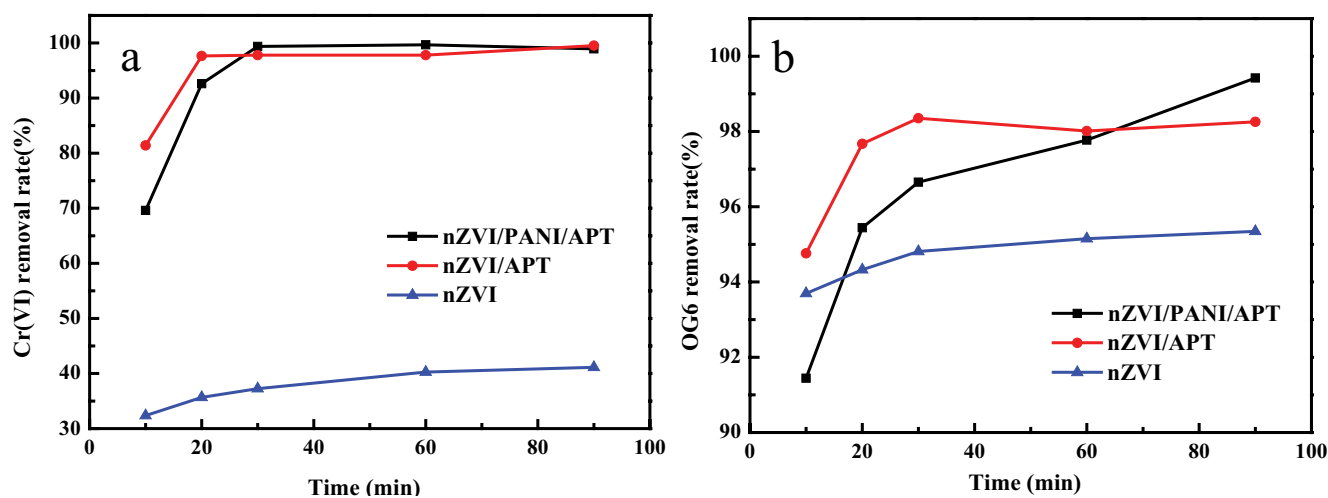 a
Cr(VI) removal rate(%)
100
90
80
70
60
50
40
30
0
20
40
60
80
100
Time (min)
nZVI/PANI/APT
nZVI/APT
nZVI
b
OG6 removal rate(%)
100
98
96
94
92
90
0
20
40
60
80
100
Time (min)
nZVI/PANI/APT
nZVI/APT
nZVI